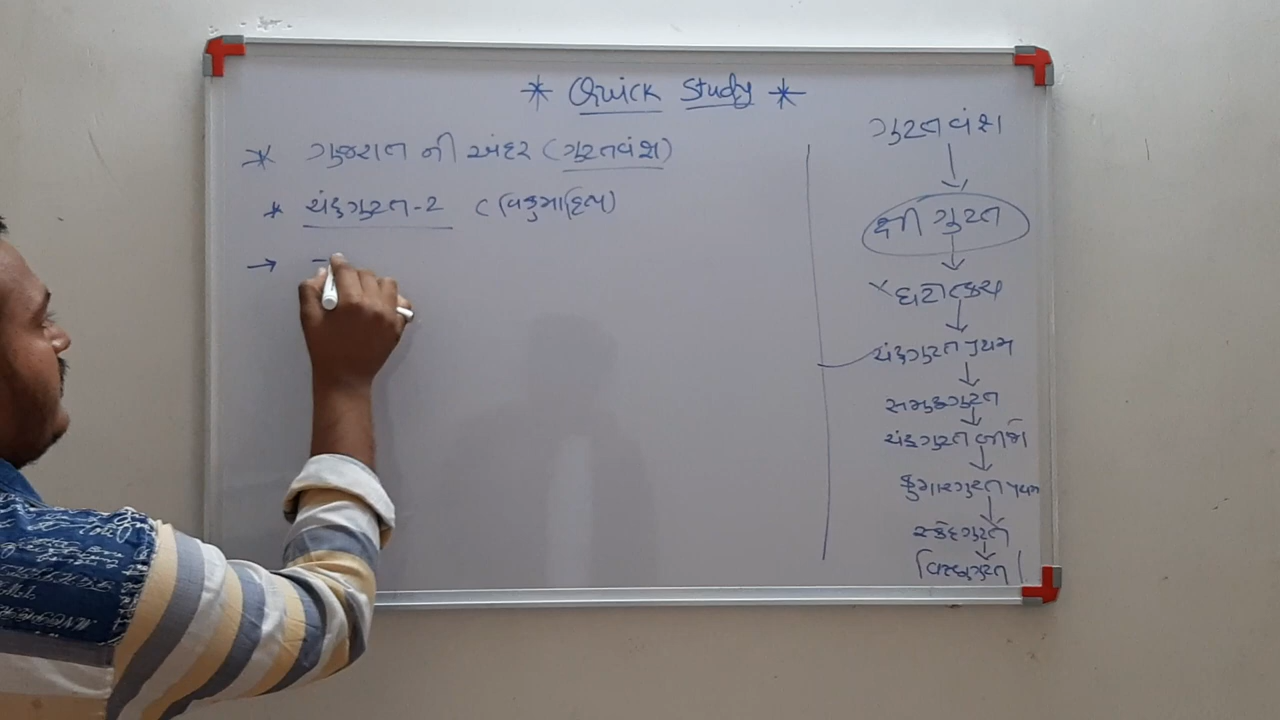 * Quick Study *
* ગુજરાત ની અંદર (ગુપ્તવંશ)
* ચંદ્રગુપ્ત-2 (વિક્રમાદિત્ય)
→
ગુપ્તવંશ
↓
શ્રી ગુપ્ત
↓
ઘટોત્કચ
↓
ચંદ્રગુપ્ત પ્રથમ
↓
સમુદ્રગુપ્ત
↓
ચંદ્રગુપ્ત બીજો
↓
કુમારગુપ્ત પ્રથમ
↓
સ્કંદગુપ્ત
↓
વિષ્ણુગુપ્ત